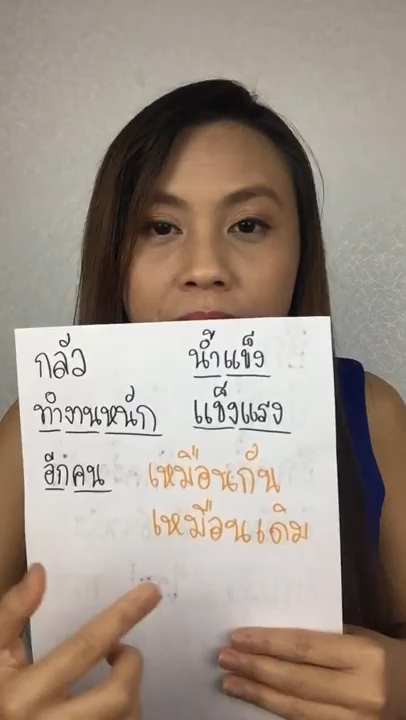 กลัว น้ำแข็ง
ทำงานหนัก แข็งแรง
อีกคน เหมือนกัน
เหมือนเดิม